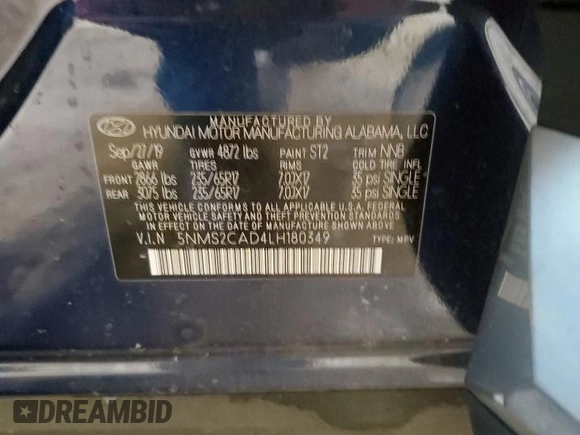 MANUFACTURED BY
HYUNDAI MOTOR MANUFACTURING ALABAMA, LLC
Sep/27/19 GVWR 4872 lbs PAINT ST2 TRIM NNB
GAWR TIRES RIMS COLD TIRE INFL.
FRONT 2866 lbs 235/65R17 7.0JX17 35 psi SINGLE
REAR 3075 lbs 235/65R17 7.0JX17 35 psi SINGLE
THIS VEHICLE CONFORMS TO ALL APPLICABLE FEDERAL MOTOR
VEHICLE SAFETY, BUMPER, AND THEFT PREVENTION STANDARDS
IN EFFECT ON THE DATE OF MANUFACTURE SHOWN ABOVE.
V.I.N 5NMS2CAD4LH180349 TYPE: MPV
DREAMBID